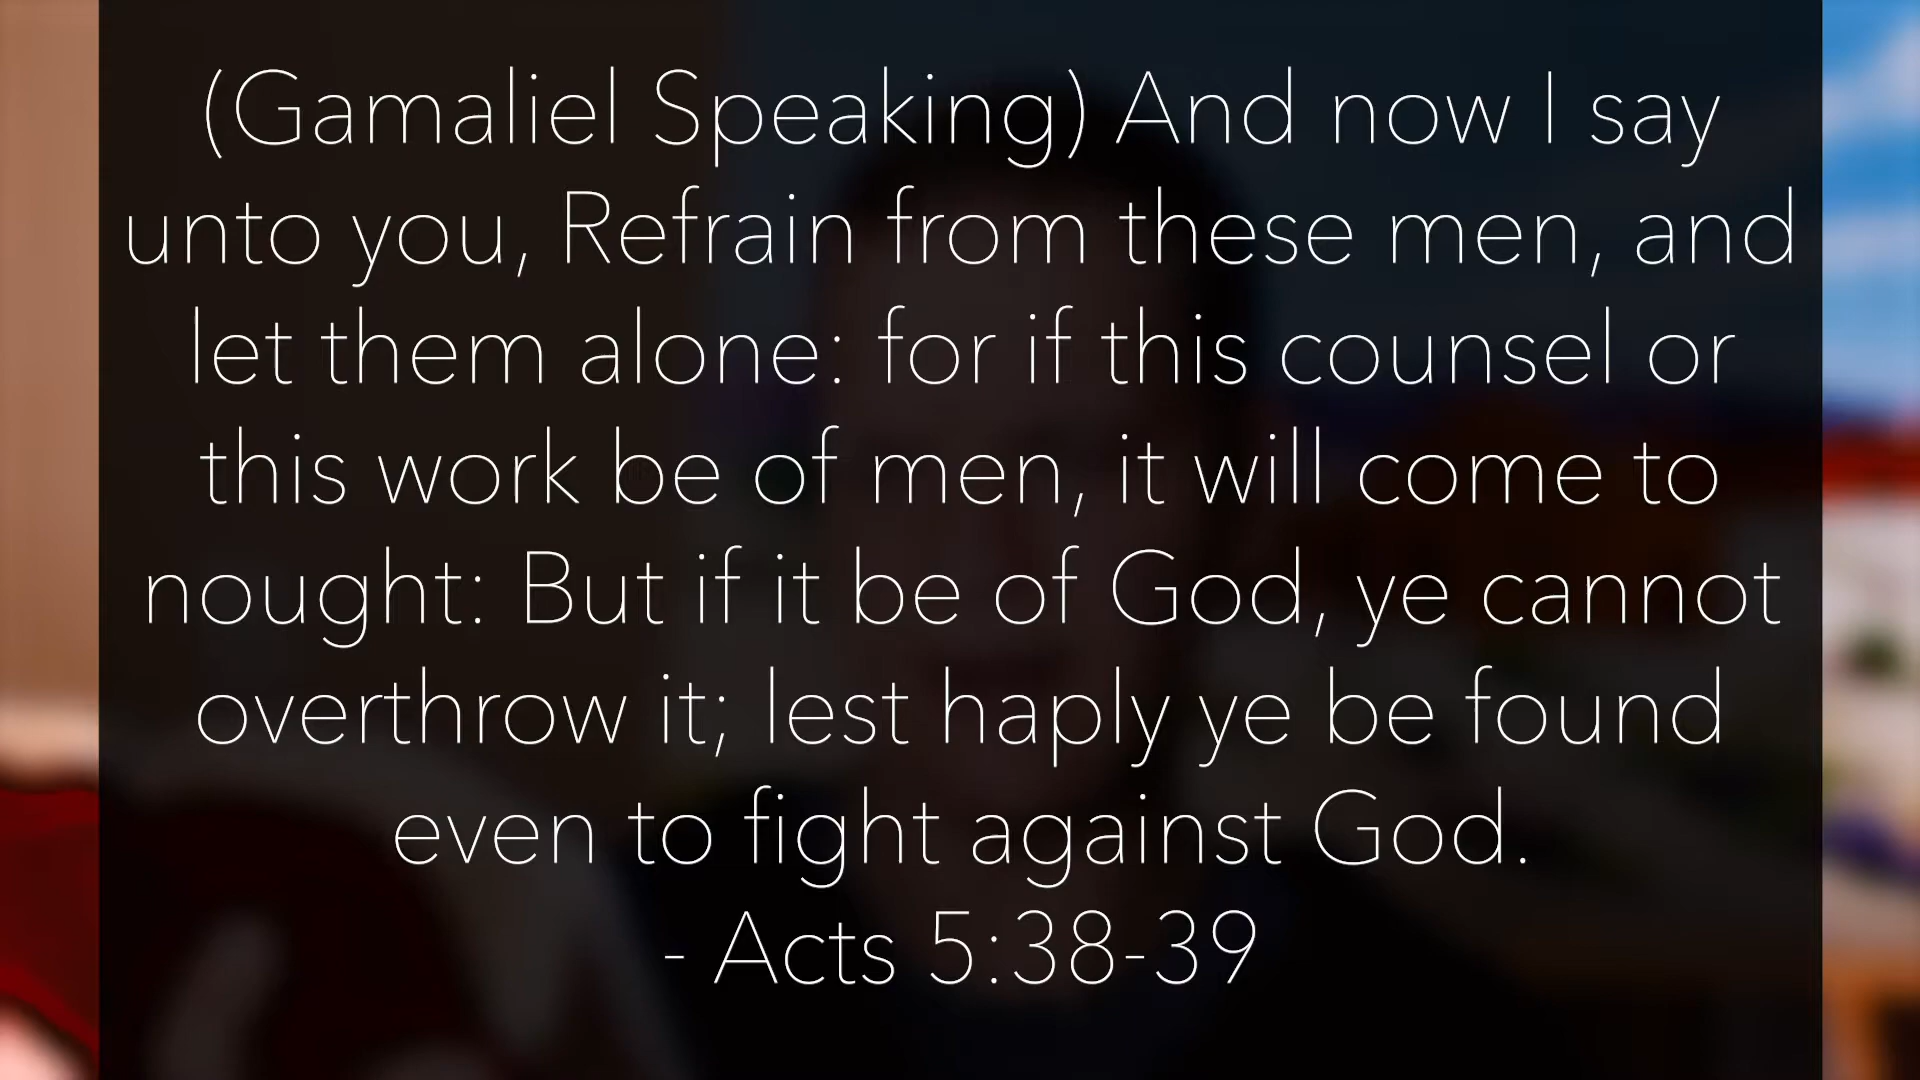 (Gamaliel Speaking) And now I say
unto you, Refrain from these men, and
let them alone: for if this counsel or
this work be of men, it will come to
nought: But if it be of God, ye cannot
overthrow it; lest haply ye be found
even to fight against God.
- Acts 5:38-39